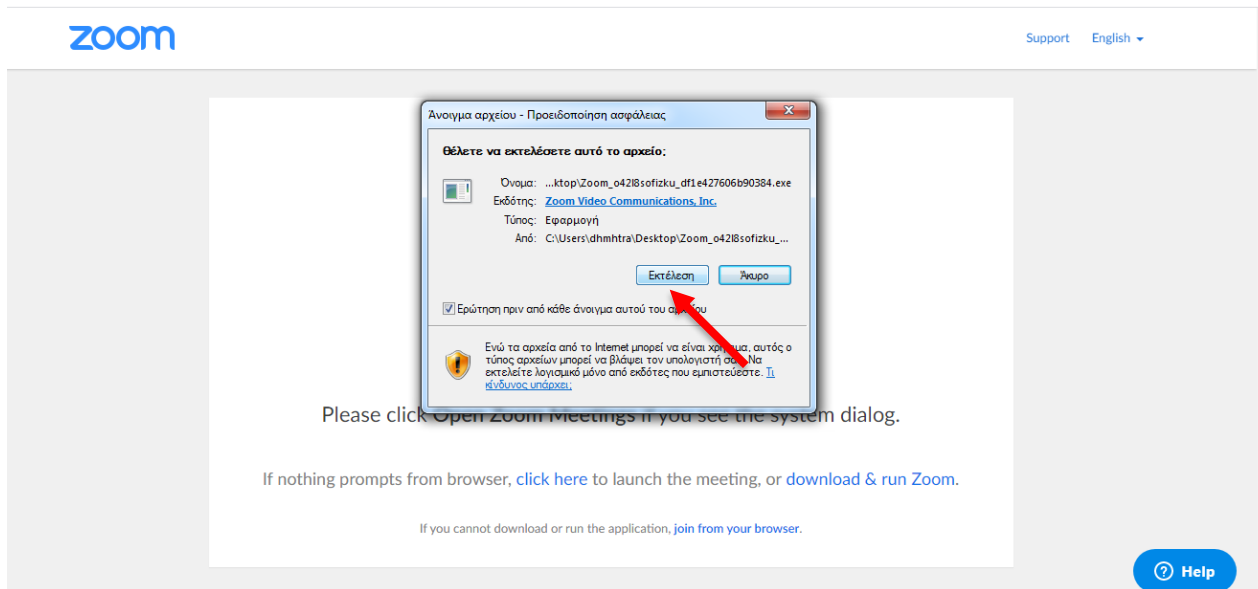 zoom
Support English
Άνοιγμα αρχείου - Προειδοποίηση ασφάλειας
Θέλετε να εκτελέσετε αυτό το αρχείο;
Όνομα: ...ktop\Zoom_o42l8sofizku_df1e427606b90384.exe
Εκδότης: Zoom Video Communications, Inc.
Τύπος: Εφαρμογή
Από: C:\Users\dhmhtra\Desktop\Zoom_o42l8sofizku_...
Εκτέλεση Άκυρο
Ερώτηση πριν από κάθε άνοιγμα αυτού του αρχείου
Ενώ τα αρχεία από το Internet μπορεί να είναι χρήσιμα, αυτός ο
τύπος αρχείων μπορεί να βλάψει τον υπολογιστή σας. Να
εκτελείτε λογισμικό μόνο από εκδότες που εμπιστεύεστε. Τι
κίνδυνος υπάρχει;
Please click Open Zoom Meetings if you see the system dialog.
If nothing prompts from browser, click here to launch the meeting, or download & run Zoom.
If you cannot download or run the application, join from your browser.
Help